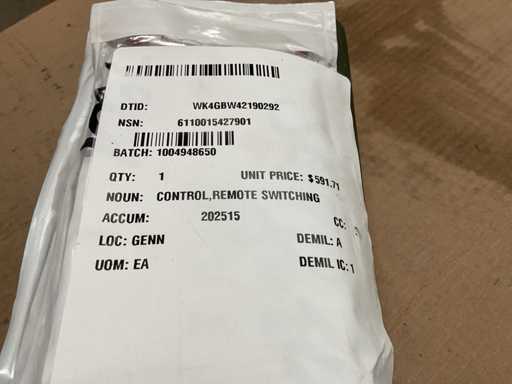 DTID: WK4GBW42190292
NSN: 6110015427901
BATCH: 1004948650
QTY: 1 UNIT PRICE: $591.71
NOUN: CONTROL,REMOTE SWITCHING
ACCUM: 202515 CC:
LOC: GENN DEMIL: A
UOM: EA DEMIL IC: 1